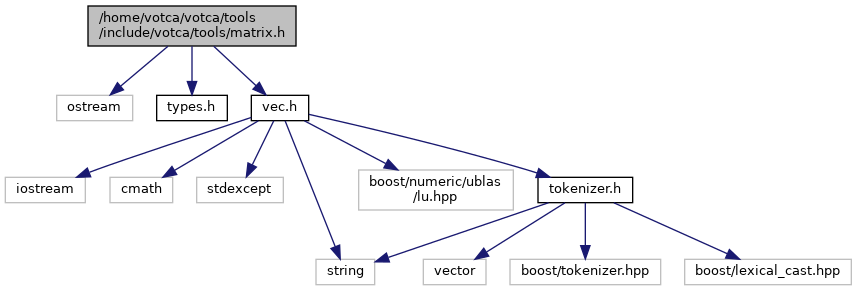 /home/votca/votca/tools
/include/votca/tools/matrix.h
ostream
types.h
vec.h
iostream
cmath
stdexcept
boost/numeric/ublas
/lu.hpp
tokenizer.h
string
vector
boost/tokenizer.hpp
boost/lexical_cast.hpp